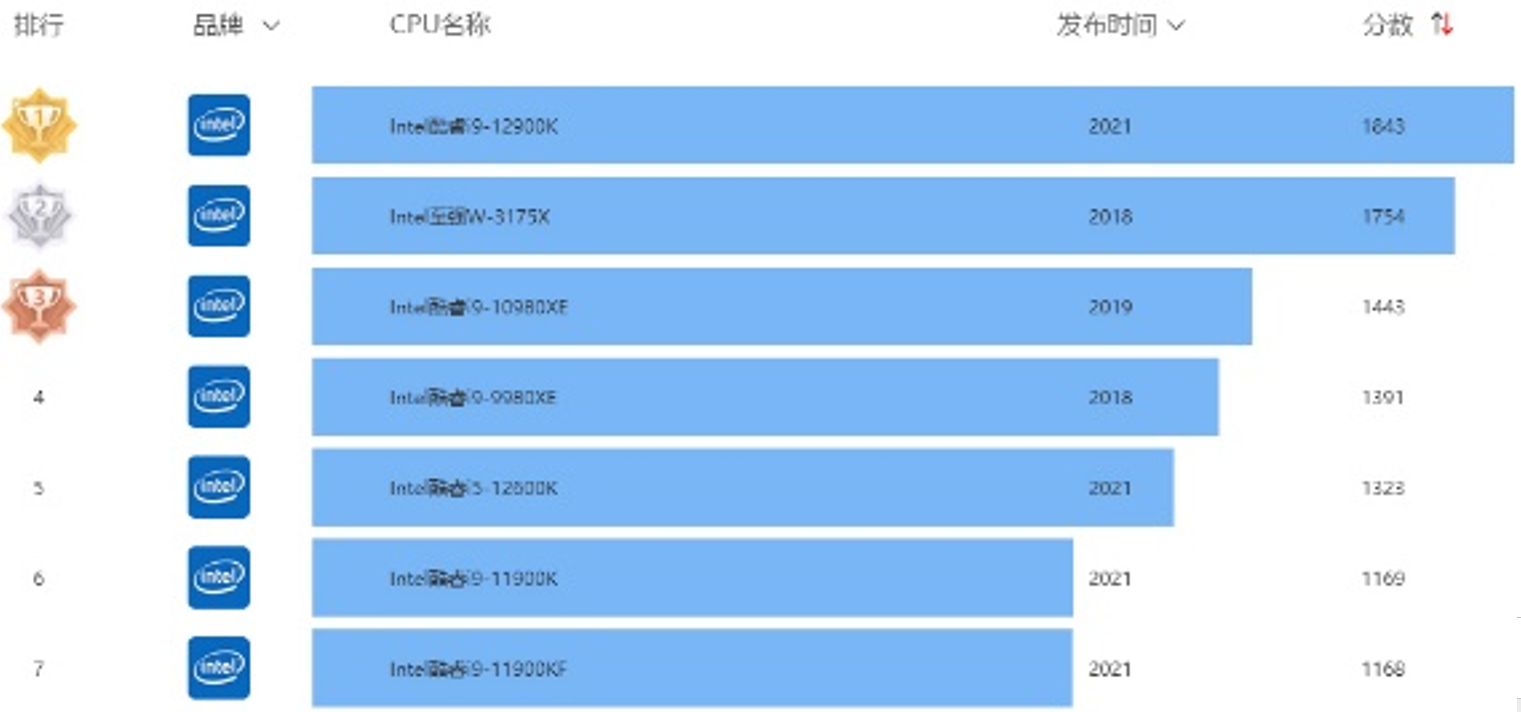 排行 品牌 CPU名称 发布时间 分数
1 intel Intel酷睿i9-12900K 2021 1843
2 intel Intel至强W-3175X 2018 1754
3 intel Intel酷睿i9-10980XE 2019 1443
4 intel Intel酷睿i9-9980XE 2018 1391
5 intel Intel酷睿i5-12600K 2021 1323
6 intel Intel酷睿i9-11900K 2021 1169
7 intel Intel酷睿i9-11900KF 2021 1168